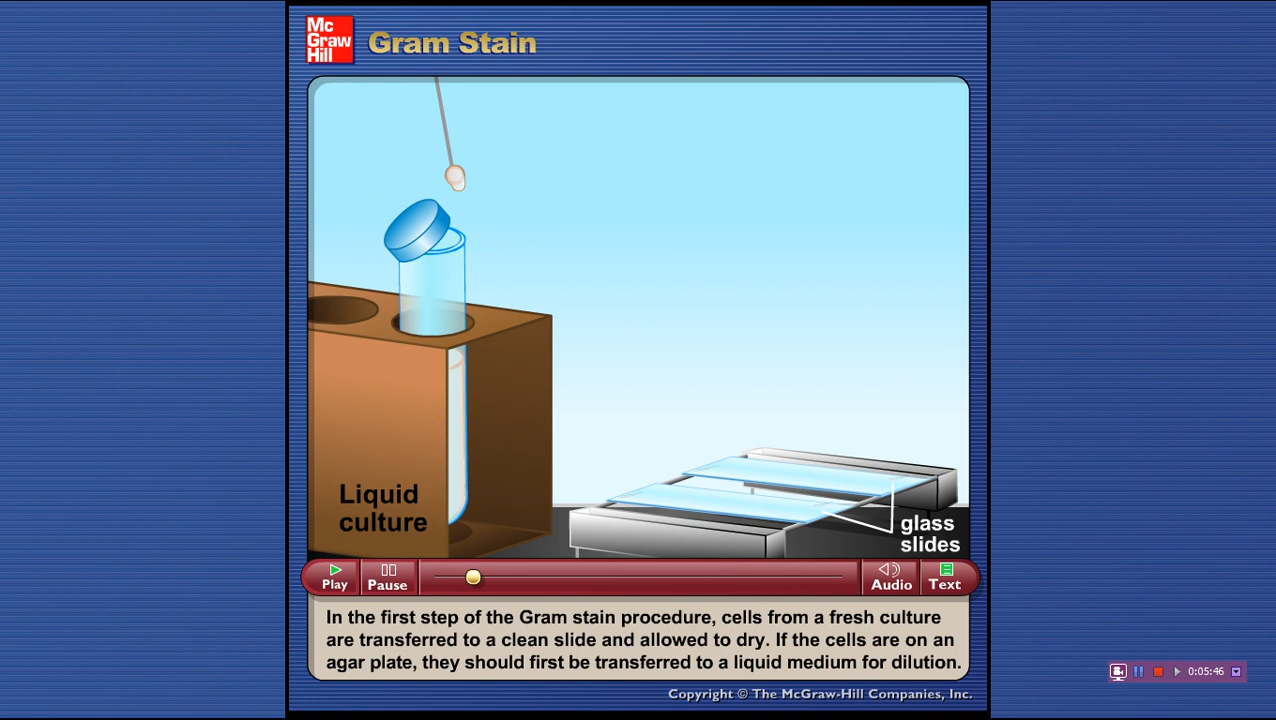 Mc
Graw
Hill
Gram Stain
Liquid
culture
glass
slides
Play
Pause
Audio
Text
In the first step of the Gram stain procedure, cells from a fresh culture
are transferred to a clean slide and allowed to dry. If the cells are on an
agar plate, they should first be transferred to a liquid medium for dilution.
0:05:46
Copyright © The McGraw-Hill Companies, Inc.